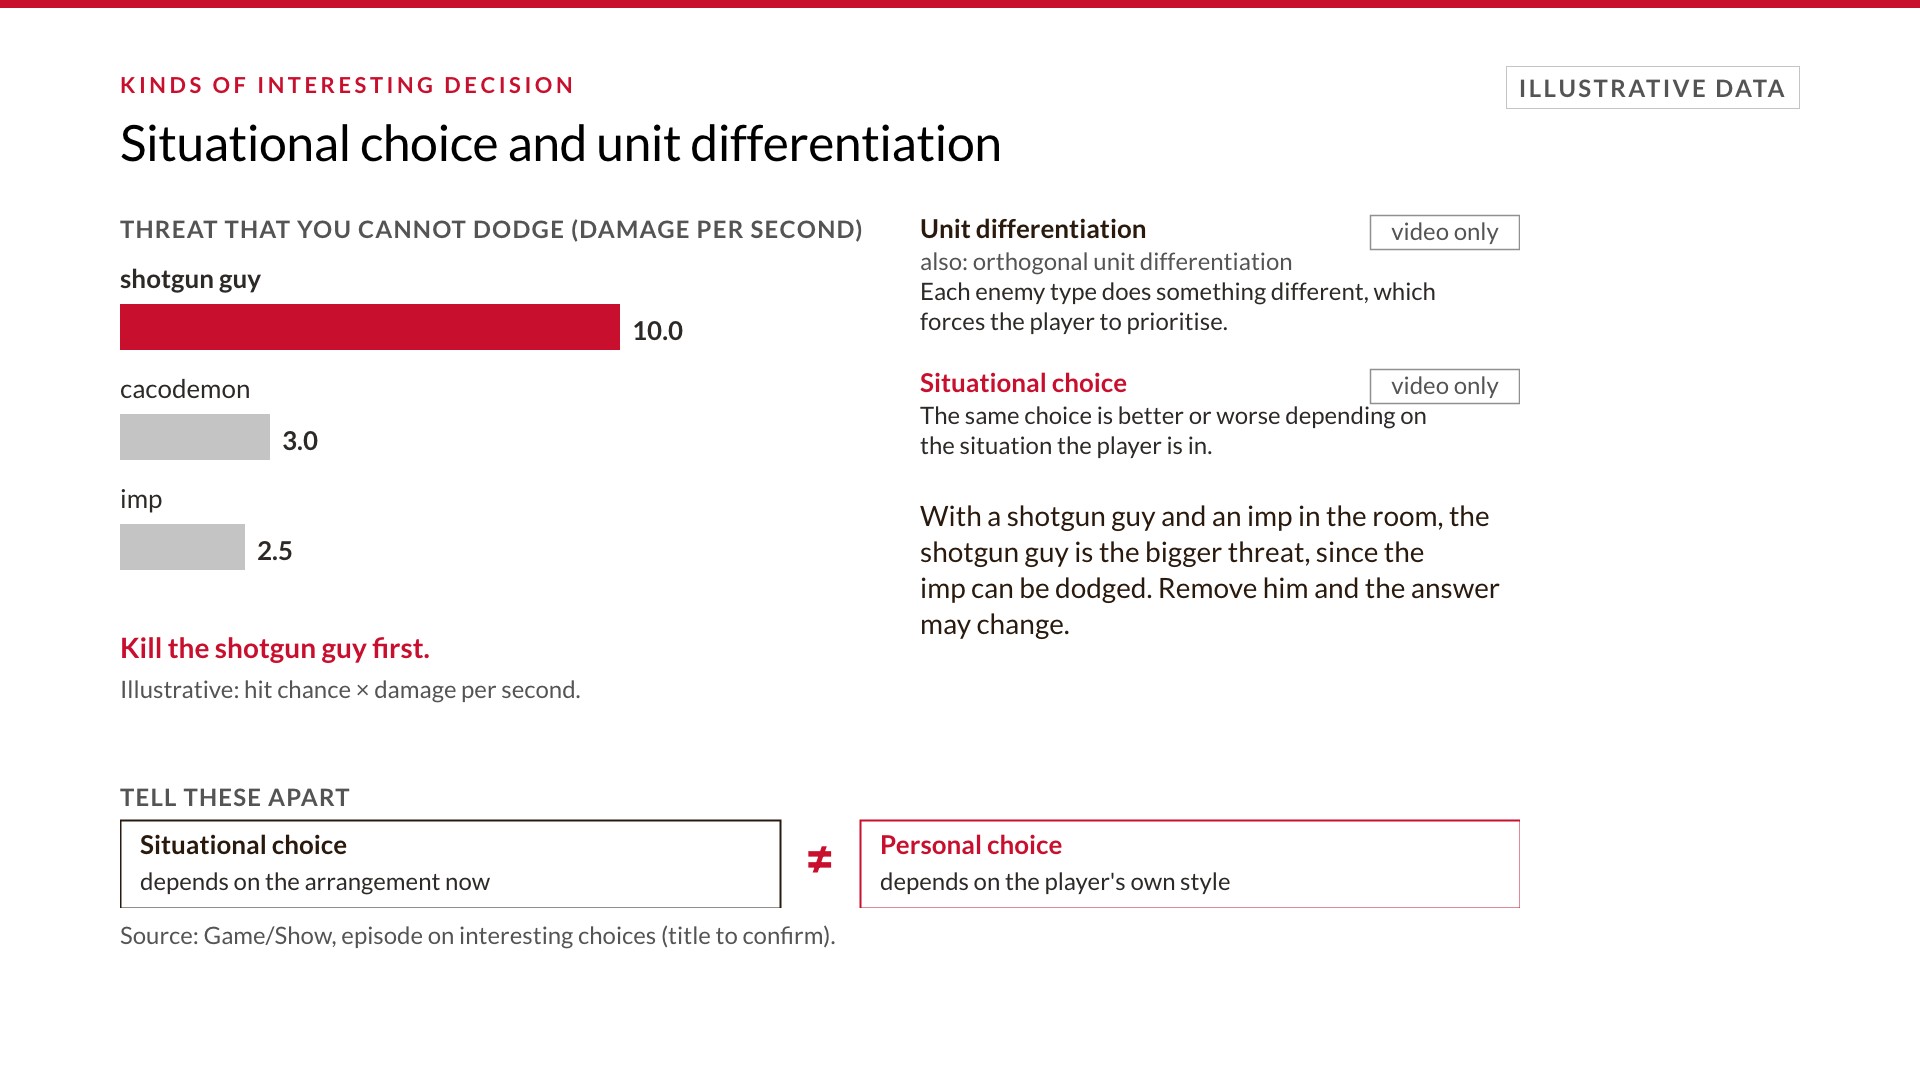 KINDS OF INTERESTING DECISION
ILLUSTRATIVE DATA
Situational choice and unit differentiation
THREAT THAT YOU CANNOT DODGE (DAMAGE PER SECOND)
shotgun guy
10.0
cacodemon
3.0
imp
2.5
Kill the shotgun guy first.
Illustrative: hit chance × damage per second.
Unit differentiation
video only
also: orthogonal unit differentiation
Each enemy type does something different, which
forces the player to prioritise.
Situational choice
video only
The same choice is better or worse depending on
the situation the player is in.
With a shotgun guy and an imp in the room, the
shotgun guy is the bigger threat, since the
imp can be dodged. Remove him and the answer
may change.
TELL THESE APART
Situational choice
depends on the arrangement now
≠
Personal choice
depends on the player's own style
Source: Game/Show, episode on interesting choices (title to confirm).